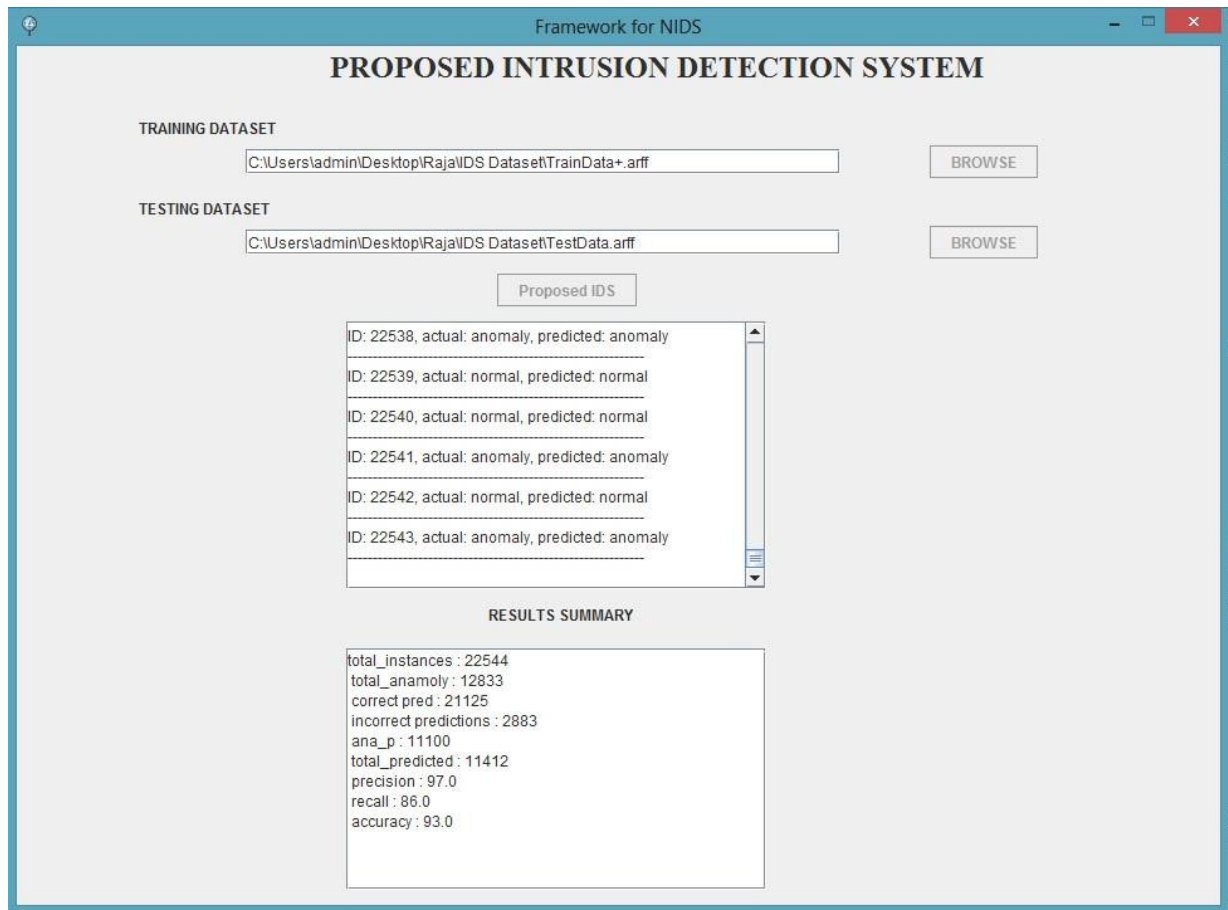 Framework for NIDS
PROPOSED INTRUSION DETECTION SYSTEM
TRAINING DATASET
C:\Users\admin\Desktop\Raja\IDS Dataset\TrainData+.arff
BROWSE
TESTING DATASET
C:\Users\admin\Desktop\Raja\IDS Dataset\TestData.arff
BROWSE
Proposed IDS
ID: 22538, actual: anomaly, predicted: anomaly
ID: 22539, actual: normal, predicted: normal
ID: 22540, actual: normal, predicted: normal
ID: 22541, actual: anomaly, predicted: anomaly
ID: 22542, actual: normal, predicted: normal
ID: 22543, actual: anomaly, predicted: anomaly
RESULTS SUMMARY
total_instances : 22544
total_anamoly : 12833
correct pred : 21125
incorrect predictions : 2883
ana_p : 11100
total_predicted : 11412
precision : 97.0
recall : 86.0
accuracy : 93.0